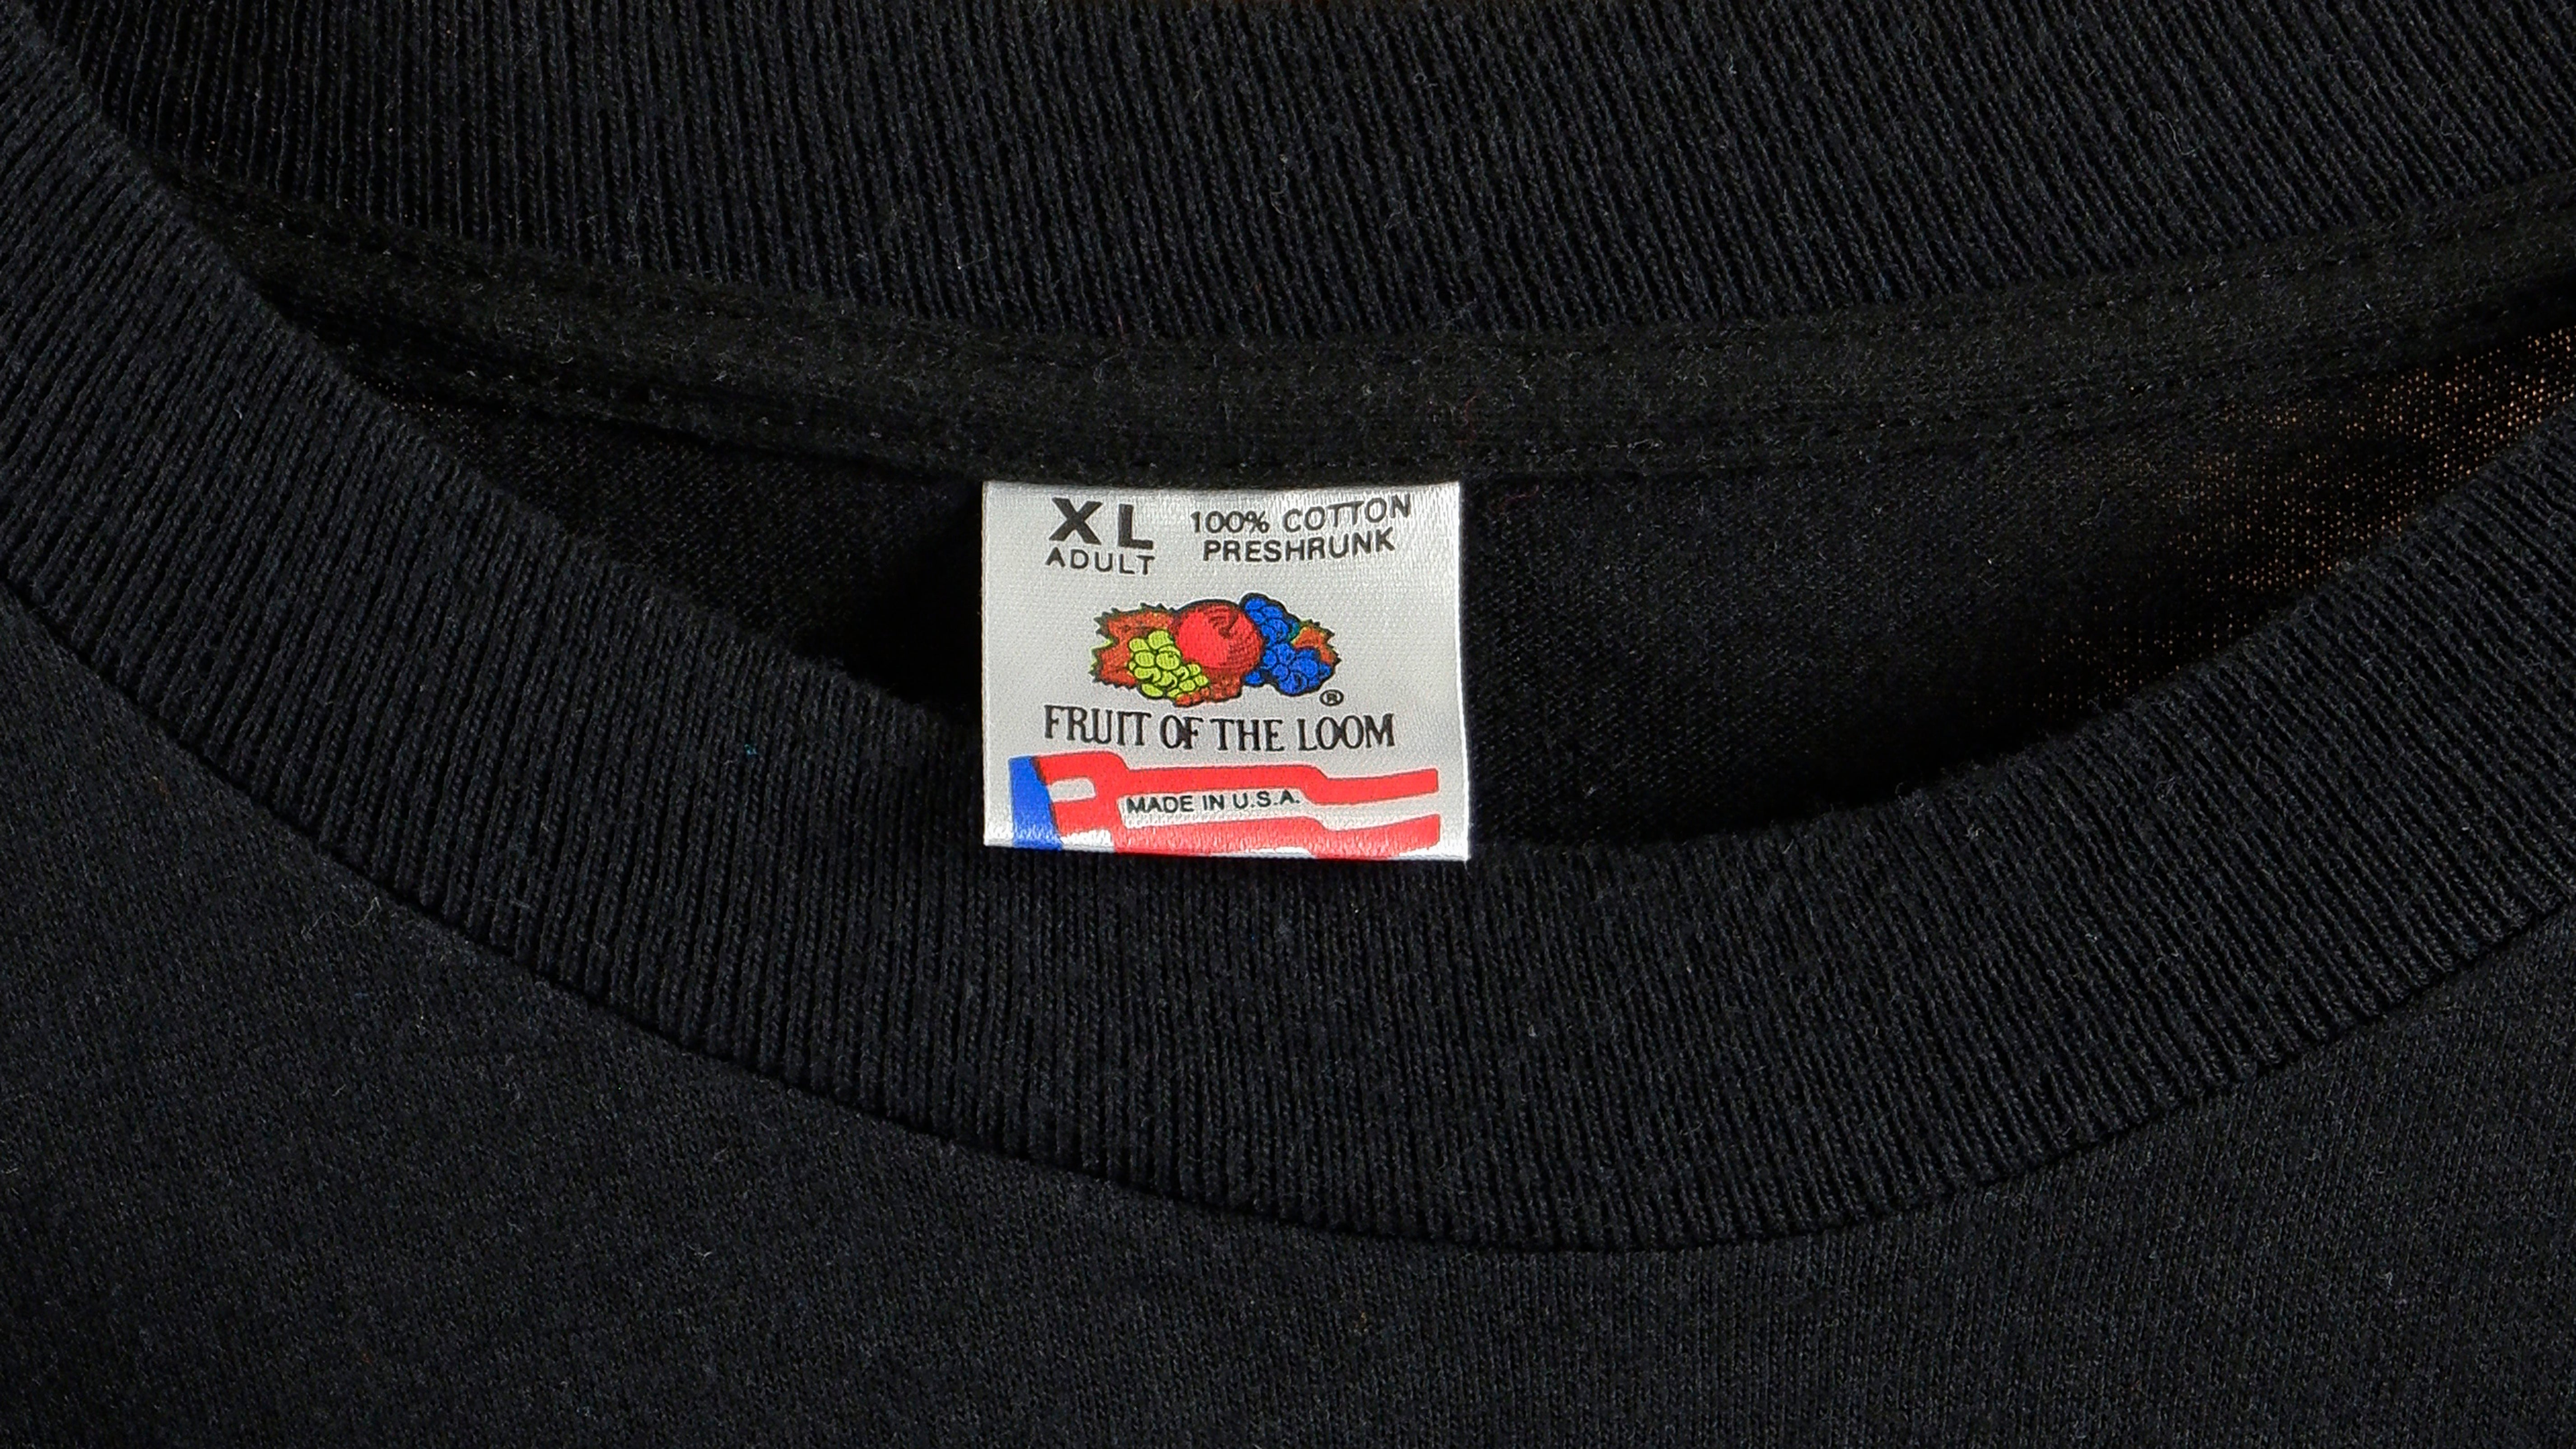 XL
ADULT
100% COTTON
PRESHRUNK
®
FRUIT OF THE LOOM
MADE IN U.S.A.